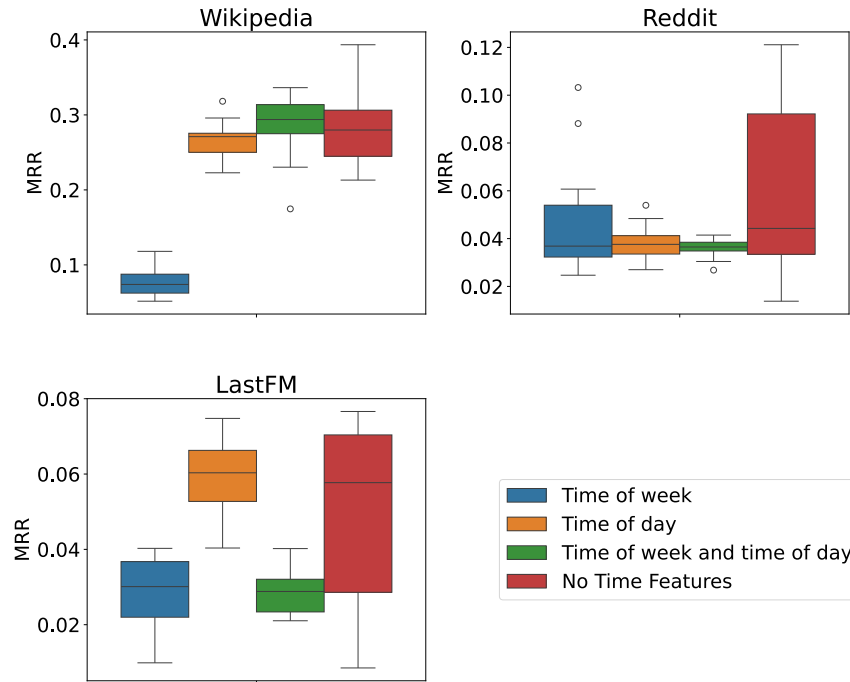 Wikipedia
MRR
0.4
0.3
0.2
0.1
Reddit
MRR
0.12
0.10
0.08
0.06
0.04
0.02
LastFM
MRR
0.08
0.06
0.04
0.02
Time of week
Time of day
Time of week and time of day
No Time Features